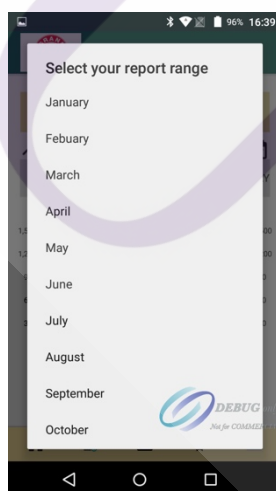 96% 16:39
Select your report range
January
Febuary
March
April
May
June
July
August
September
October
DEBUG
Not for COMMER